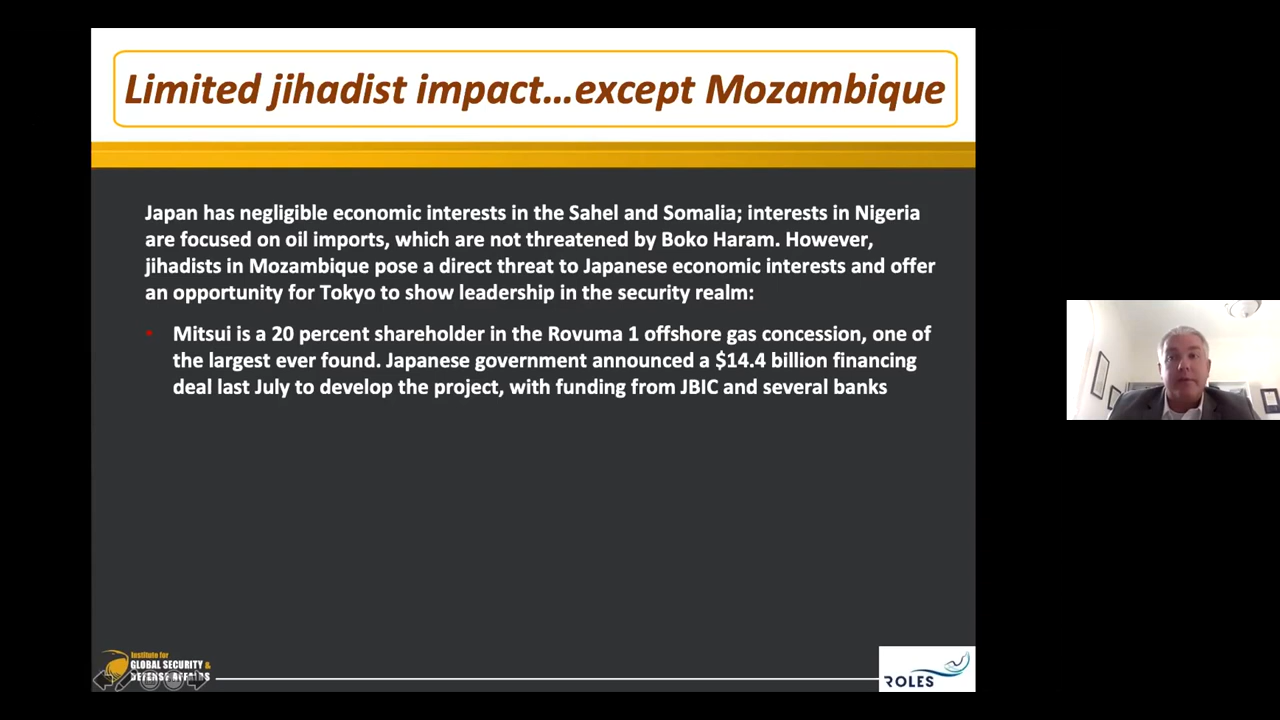 Limited jihadist impact...except Mozambique
Japan has negligible economic interests in the Sahel and Somalia; interests in Nigeria
are focused on oil imports, which are not threatened by Boko Haram. However,
jihadists in Mozambique pose a direct threat to Japanese economic interests and offer
an opportunity for Tokyo to show leadership in the security realm:
• Mitsui is a 20 percent shareholder in the Rovuma 1 offshore gas concession, one of
the largest ever found. Japanese government announced a $14.4 billion financing
deal last July to develop the project, with funding from JBIC and several banks
Institute for
GLOBAL SECURITY &
DEFENSE AFFAIRS
ROLES